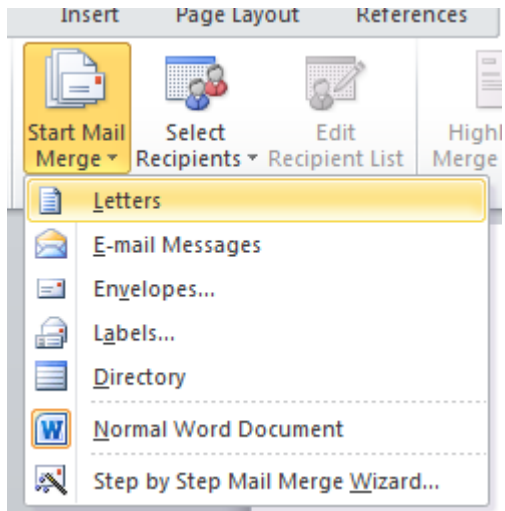 Insert Page Layout
Start Mail Select Edit
Merge Recipients Recipient List Merge
Letters
E-mail Messages
Envelopes...
Labels...
Directory
Normal Word Document
Step by Step Mail Merge Wizard...